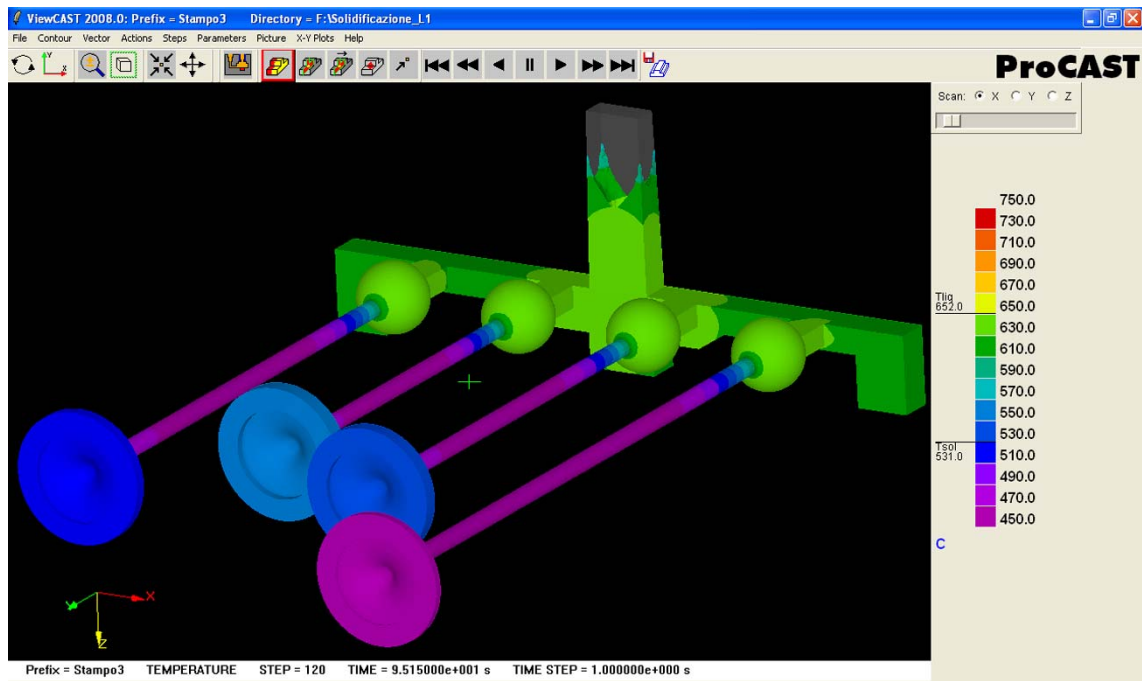 ViewCAST 2008.0: Prefix = Stampo3 Directory = F:\Solidificazione_L1
File Contour Vector Actions Steps Parameters Picture X-Y Plots Help
ProCAST
Scan: X Y Z
750.0
730.0
710.0
690.0
670.0
Tliq
652.0
650.0
630.0
610.0
590.0
570.0
550.0
530.0
Tsol
531.0
510.0
490.0
470.0
450.0
C
X
Y
Z
Prefix = Stampo3 TEMPERATURE STEP = 120 TIME = 9.515000e+001 s TIME STEP = 1.000000e+000 s